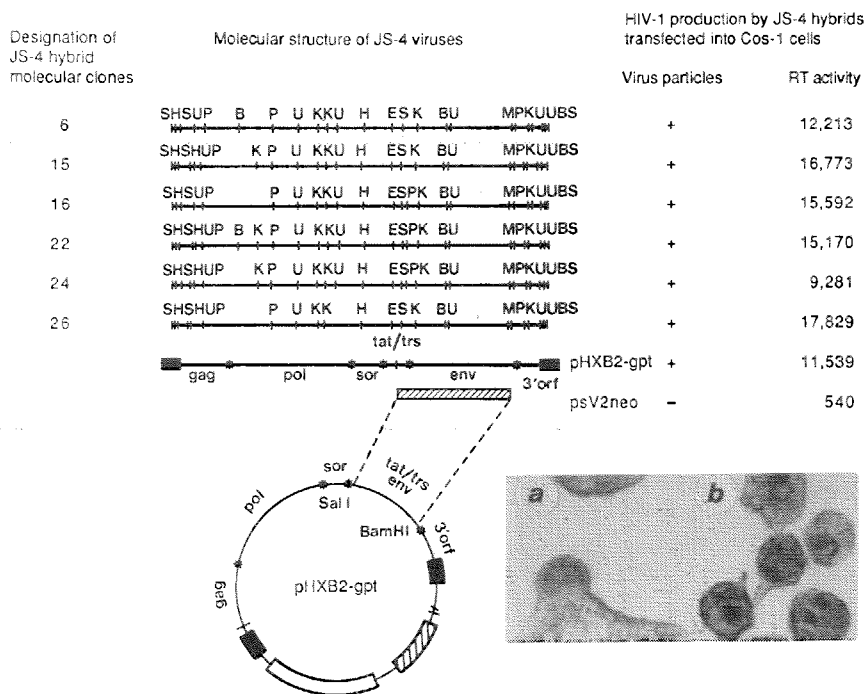 Designation of
JS-4 hybrid
molecular clones
Molecular structure of JS-4 viruses
HIV-1 production by JS-4 hybrids
transfected into Cos-1 cells
Virus particles RT activity
SHSUP B P U KKU H ES K BU MPKUUBS
6 + 12,213
SHSHUP K P U KKU H ESK BU MPKUUBS
15 + 16,773
SHSUP P U KKU H ESPK BU MPKUUBS
16 + 15,592
SHSHUP B K P U KKU H ESPK BU MPKUUBS
22 + 15,170
SHSHUP K P U KKU H ESPK BU MPKUUBS
24 + 9,281
SHSHUP P U KK H ES K BU MPKUUBS
26 + 17,829
tat/trs
pHXB2-gpt + 11,539
gag pol sor env 3'orf
psV2neo – 540
sor
tat/trs
env
pol
Sal I
BamHI
3'orf
gag
pHXB2-gpt
a
b